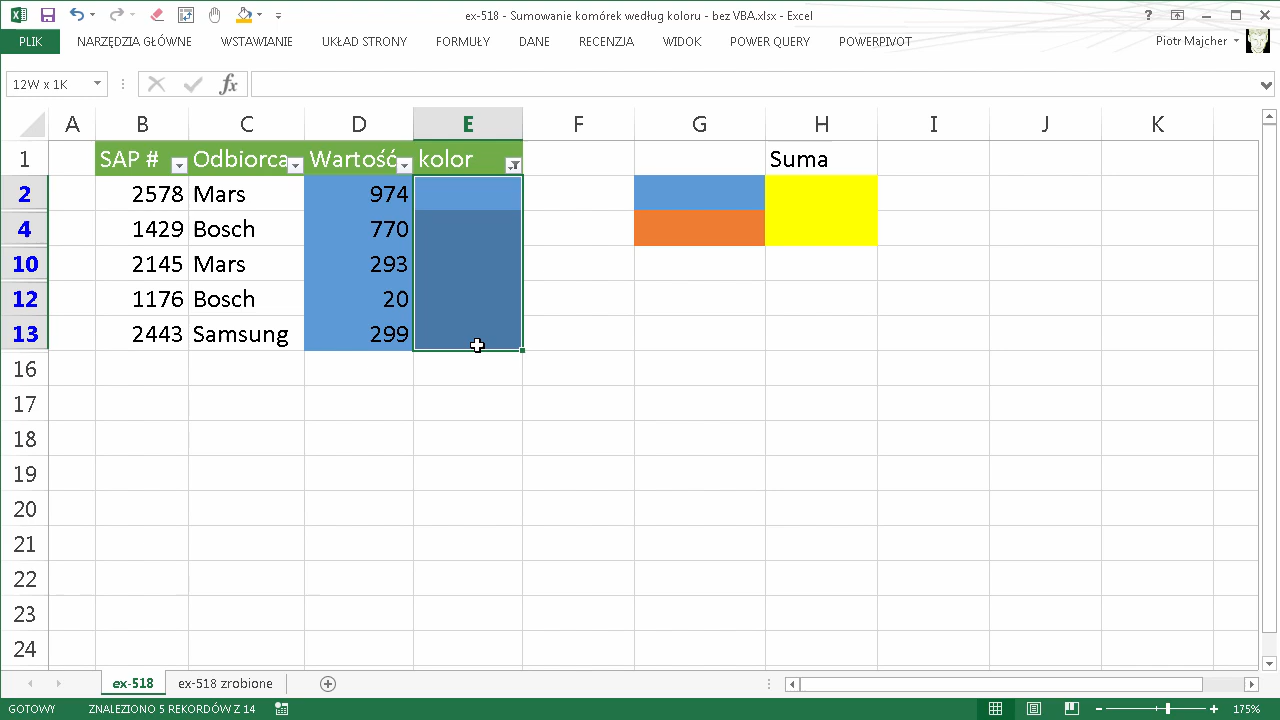 ex-518 - Sumowanie komórek według koloru - bez VBA.xlsx - Excel
PLIK NARZĘDZIA GŁÓWNE WSTAWIANIE UKŁAD STRONY FORMUŁY DANE RECENZJA WIDOK POWER QUERY POWERPIVOT Piotr Majcher
12W x 1K fx
A B C D E F G H I J K
1 SAP # Odbiorca Wartość kolor Suma
2 2578 Mars 974
4 1429 Bosch 770
10 2145 Mars 293
12 1176 Bosch 20
13 2443 Samsung 299
16
17
18
19
20
21
22
23
24
ex-518 ex-518 zrobione
GOTOWY ZNALEZIONO 5 REKORDÓW Z 14 175%